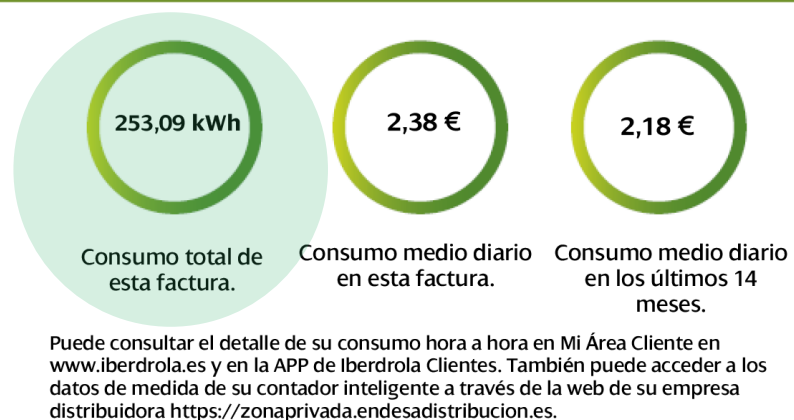 253,09 kWh
2,38 €
2,18 €
Consumo total de
esta factura.
Consumo medio diario
en esta factura.
Consumo medio diario
en los últimos 14
meses.
Puede consultar el detalle de su consumo hora a hora en Mi Área Cliente en
www.iberdrola.es y en la APP de Iberdrola Clientes. También puede acceder a los
datos de medida de su contador inteligente a través de la web de su empresa
distribuidora https://zonaprivada.endesadistribucion.es.